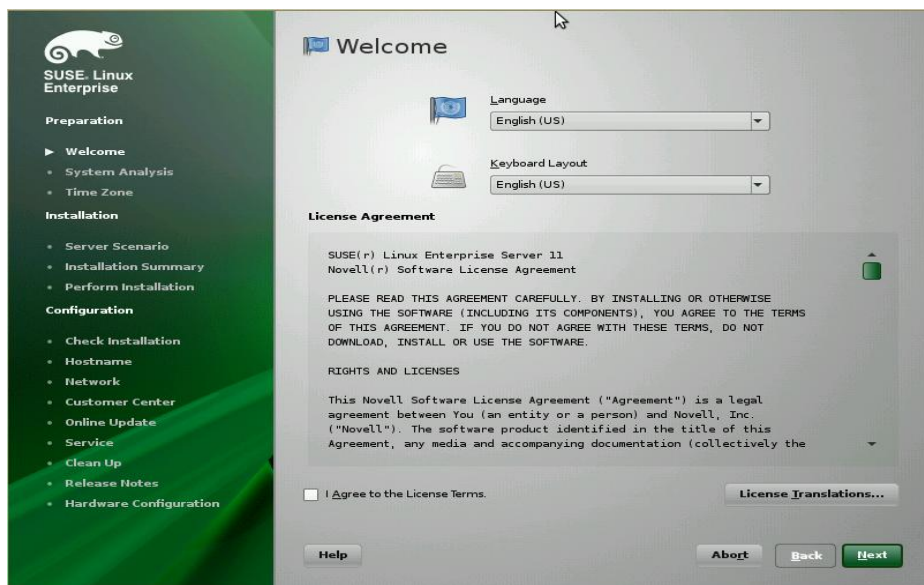 SUSE. Linux
Enterprise
Preparation
Welcome
System Analysis
Time Zone
Installation
Server Scenario
Installation Summary
Perform Installation
Configuration
Check Installation
Hostname
Network
Customer Center
Online Update
Service
Clean Up
Release Notes
Hardware Configuration
Welcome
Language
English (US)
Keyboard Layout
English (US)
License Agreement
SUSE(r) Linux Enterprise Server 11
Novell(r) Software License Agreement
PLEASE READ THIS AGREEMENT CAREFULLY. BY INSTALLING OR OTHERWISE
USING THE SOFTWARE (INCLUDING ITS COMPONENTS), YOU AGREE TO THE TERMS
OF THIS AGREEMENT. IF YOU DO NOT AGREE WITH THESE TERMS, DO NOT
DOWNLOAD, INSTALL OR USE THE SOFTWARE.
RIGHTS AND LICENSES
This Novell Software License Agreement ("Agreement") is a legal
agreement between You (an entity or a person) and Novell, Inc.
("Novell"). The software product identified in the title of this
Agreement, any media and accompanying documentation (collectively the
I Agree to the License Terms.
License Translations...
Help
Abort
Back
Next